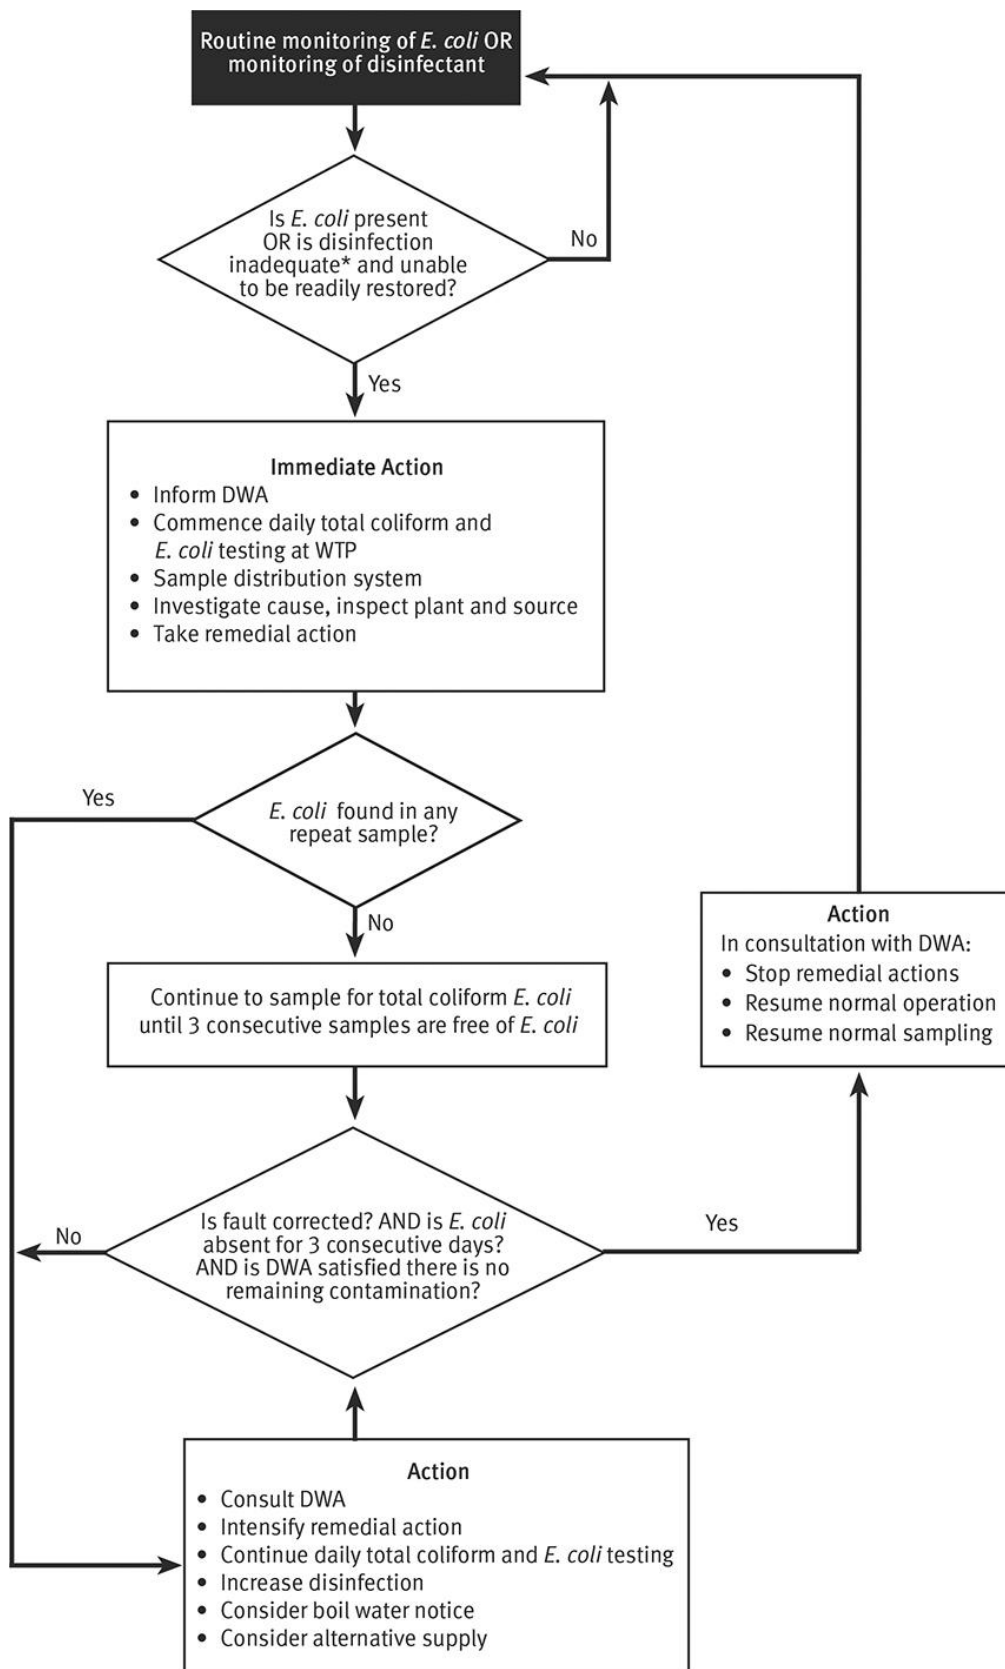 Routine monitoring of E. coli OR
monitoring of disinfectant
Is E. coli present
OR is disinfection
inadequate* and unable
to be readily restored?
No
Yes
Immediate Action
• Inform DWA
• Commence daily total coliform and
E. coli testing at WTP
• Sample distribution system
• Investigate cause, inspect plant and source
• Take remedial action
Yes
E. coli found in any
repeat sample?
No
Continue to sample for total coliform E. coli
until 3 consecutive samples are free of E. coli
Action
In consultation with DWA:
• Stop remedial actions
• Resume normal operation
• Resume normal sampling
No
Is fault corrected? AND is E. coli
absent for 3 consecutive days?
AND is DWA satisfied there is no
remaining contamination?
Yes
Action
• Consult DWA
• Intensify remedial action
• Continue daily total coliform and E. coli testing
• Increase disinfection
• Consider boil water notice
• Consider alternative supply